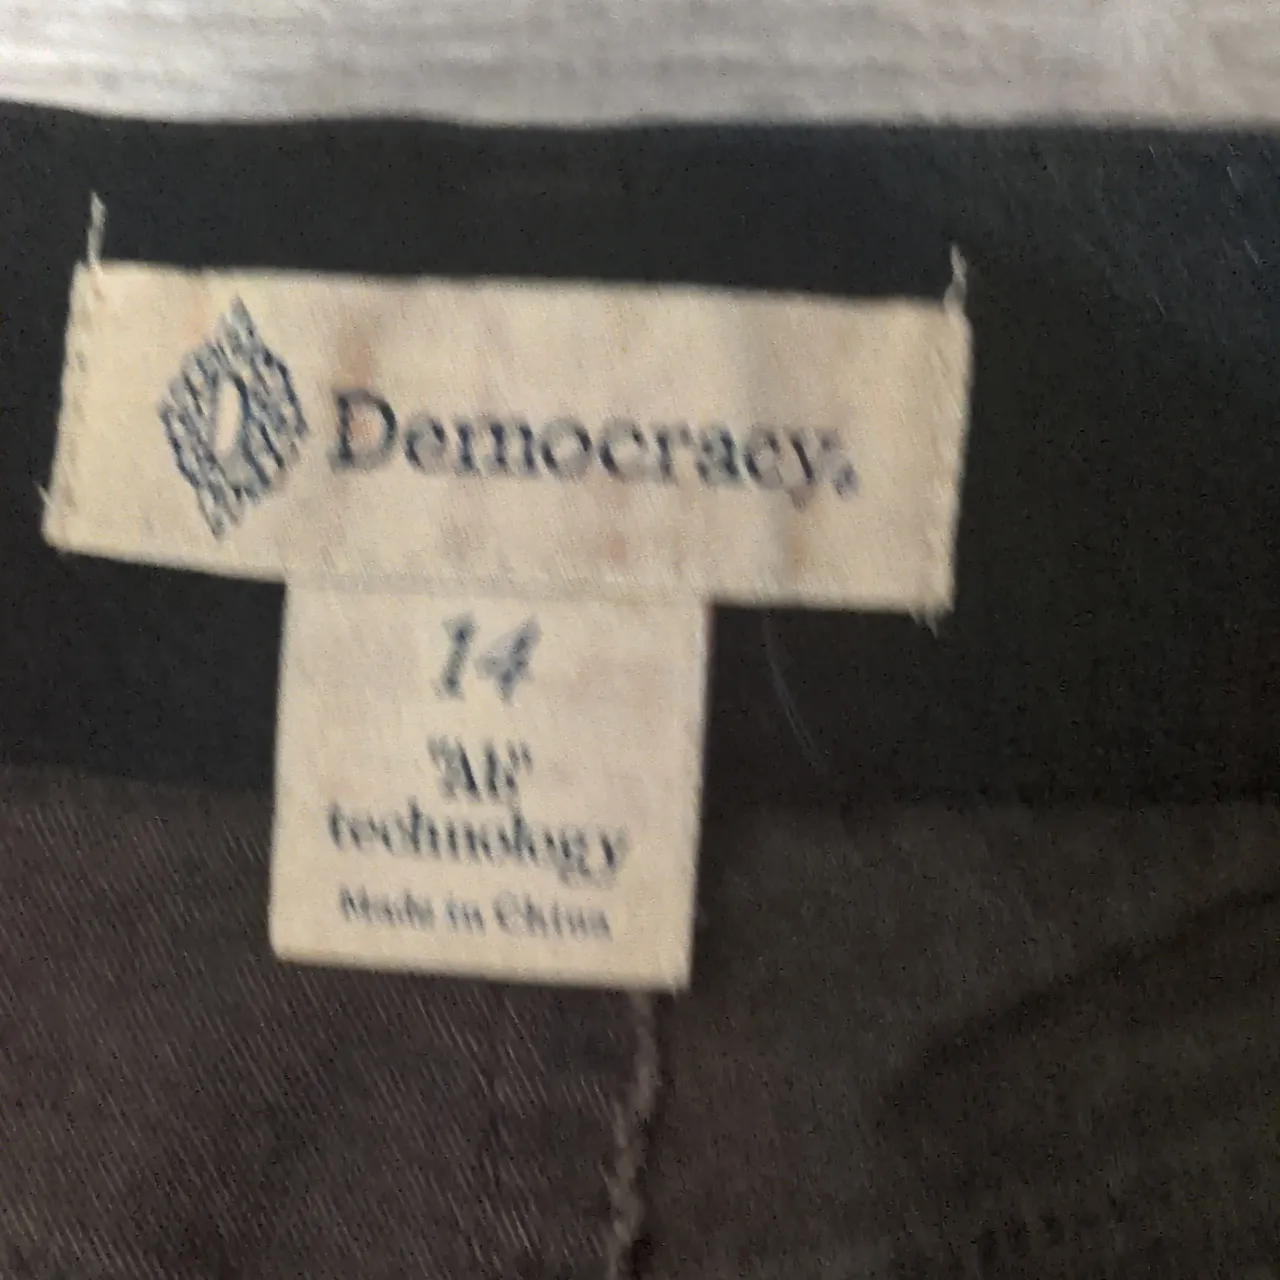 Democracy.
14
"Ab"
technology
Made in China